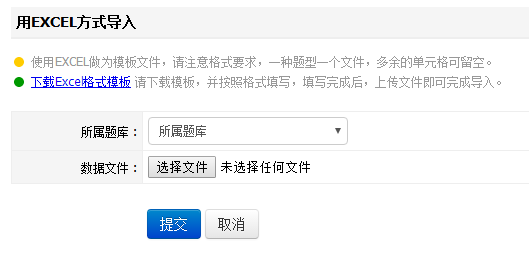 用EXCEL方式导入
使用EXCEL做为模板文件，请注意格式要求，一种题型一个文件，多余的单元格可留空。
下载Excel格式模板 请下载模板，并按照格式填写，填写完成后，上传文件即可完成导入。
所属题库： 所属题库
数据文件： 选择文件 未选择任何文件
提交 取消